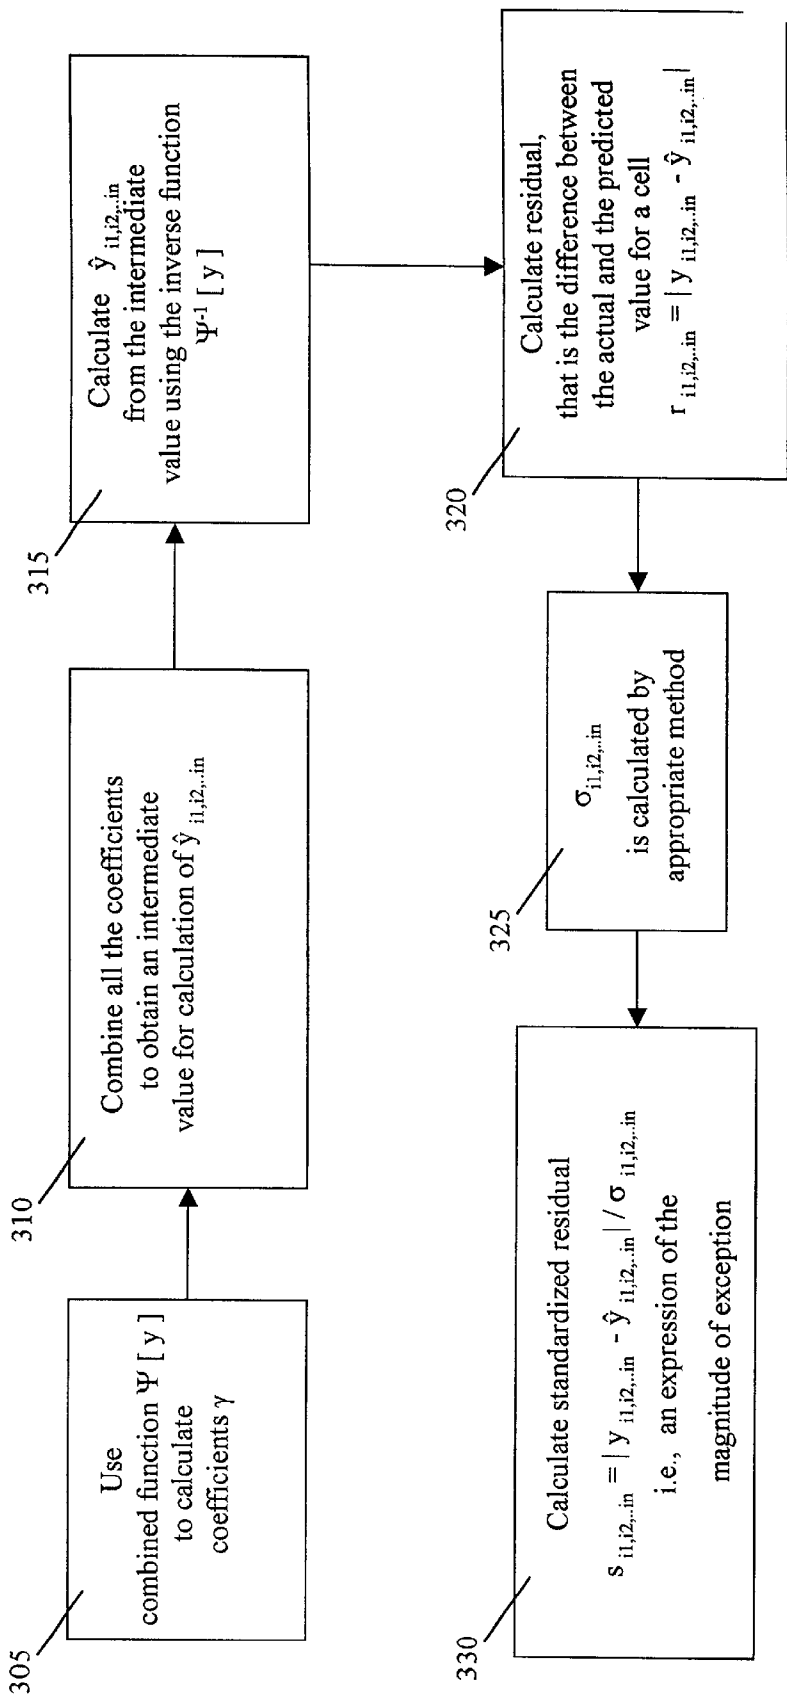 305
Use
combined function Ψ [ y ]
to calculate
coefficients γ
310
Combine all the coefficients
to obtain an intermediate
value for calculation of ŷ i1,i2,..in
315
Calculate ŷ i1,i2,..in
from the intermediate
value using the inverse function
Ψ-1 [ y ]
320
Calculate residual,
that is the difference between
the actual and the predicted
value for a cell
r i1,i2,..in = | y i1,i2,..in - ŷ i1,i2,..in |
325
σ i1,i2,..in
is calculated by
appropriate method
330
Calculate standardized residual
s i1,i2,..in = | y i1,i2,..in - ŷ i1,i2,..in | / σ i1,i2,..in
i.e., an expression of the
magnitude of exception